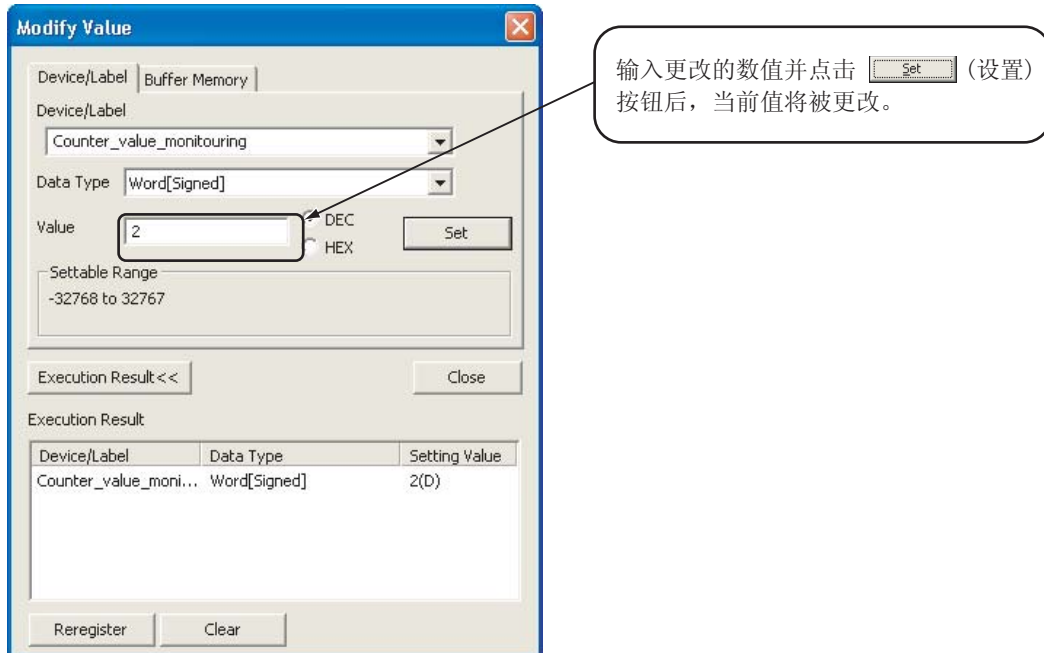 Modify Value
Device/Label Buffer Memory
Device/Label
Counter_value_monitouring
Data Type Word[Signed]
Value 2 DEC
HEX
Set
Settable Range
-32768 to 32767
Execution Result<< Close
Execution Result
Device/Label Data Type Setting Value
Counter_value_moni... Word[Signed] 2(D)
Reregister Clear
输入更改的数值并点击 Set (设置)
按钮后，当前值将被更改。